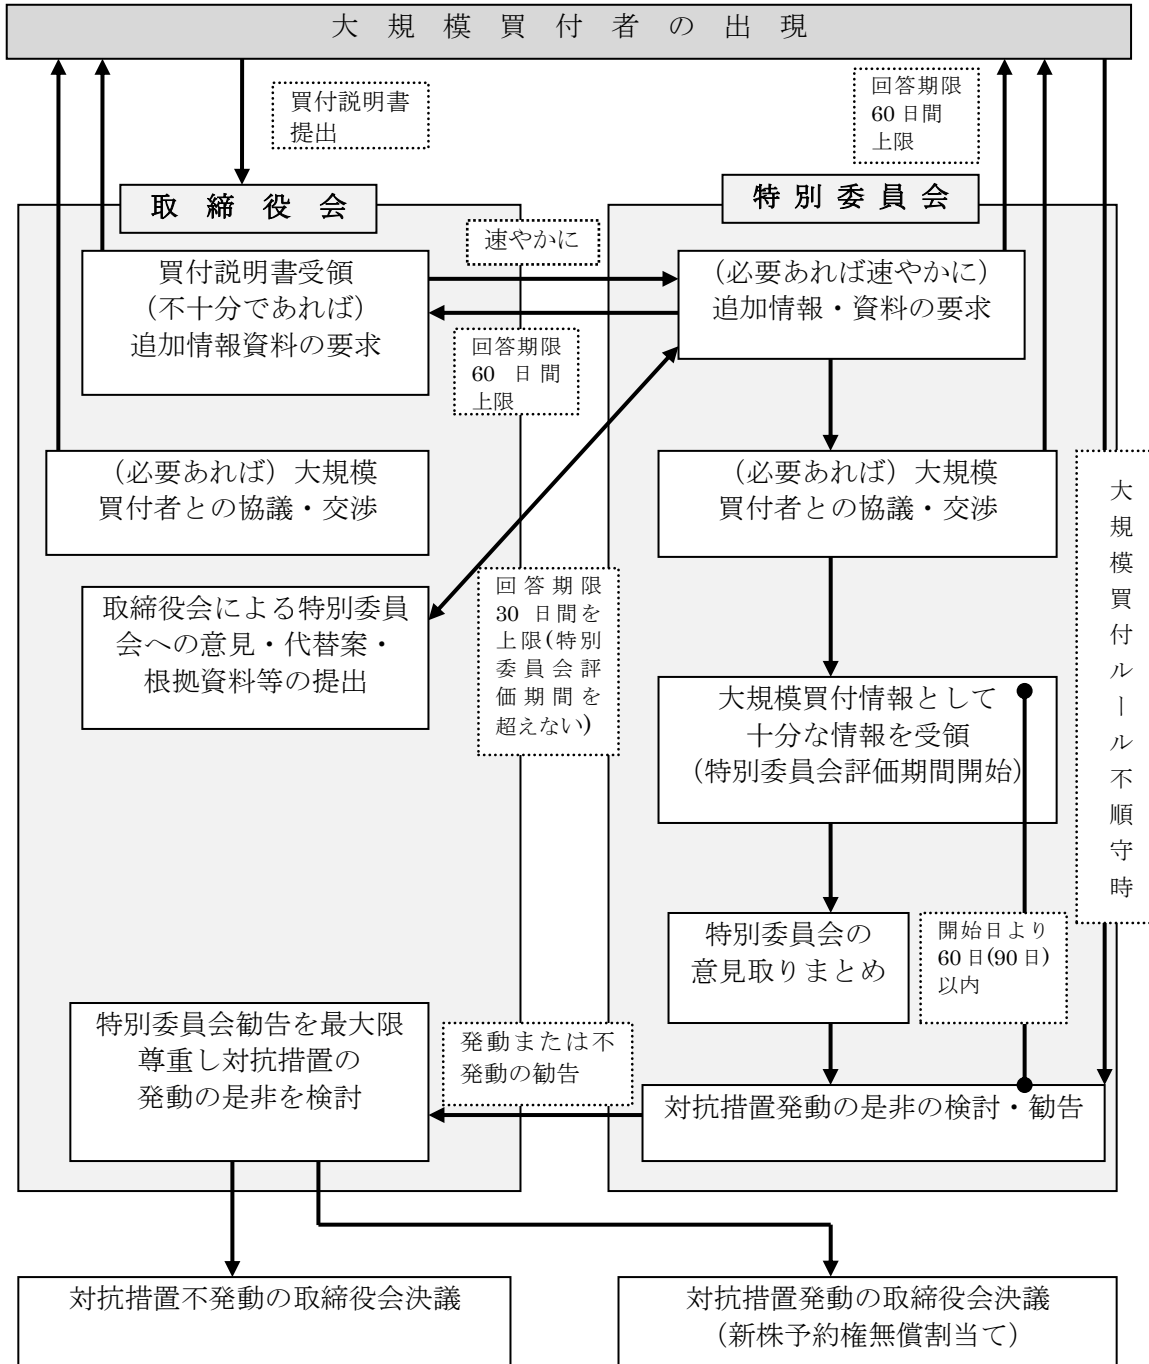 大規模買付者の出現
買付説明書
提出
回答期限
60日間
上限
取締役会
特別委員会
速やかに
買付説明書受領
(不十分であれば)
追加情報資料の要求
(必要あれば速やかに)
追加情報・資料の要求
回答期限
60日間
上限
(必要あれば)大規模
買付者との協議・交渉
(必要あれば)大規模
買付者との協議・交渉
大規模買付ルール不順守時
取締役会による特別委員
会への意見・代替案・
根拠資料等の提出
回答期限
30日間を
上限(特別
委員会評
価期間を
超えない)
大規模買付情報として
十分な情報を受領
(特別委員会評価期間開始)
特別委員会の
意見取りまとめ
開始日より
60日(90日)
以内
特別委員会勧告を最大限
尊重し対抗措置の
発動の是非を検討
発動または不
発動の勧告
対抗措置発動の是非の検討・勧告
対抗措置不発動の取締役会決議
対抗措置発動の取締役会決議
(新株予約権無償割当て)